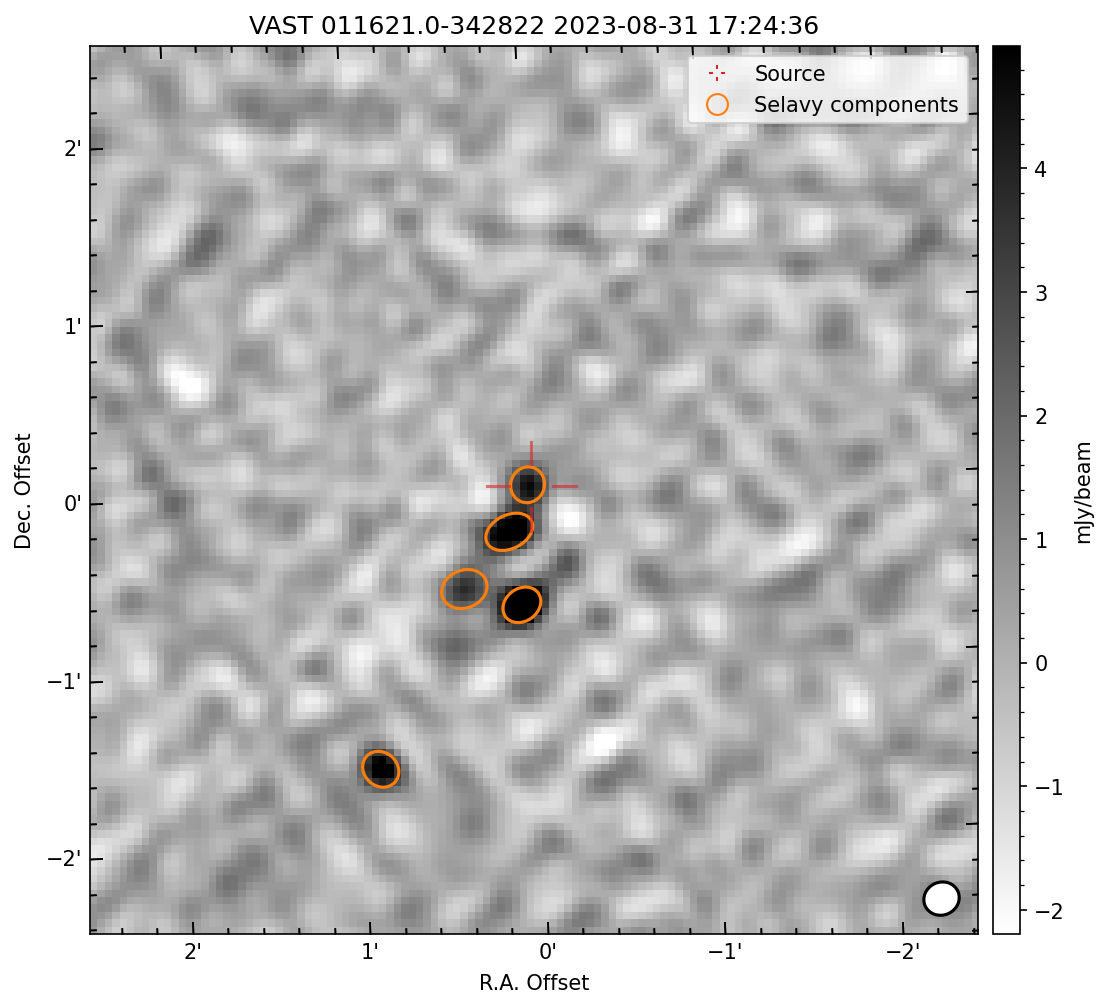 VAST 011621.0-342822 2023-08-31 17:24:36
Source
Selavy components
2'
1'
0'
−1'
−2'
Dec. Offset
2'
1'
0'
−1'
−2'
R.A. Offset
4
3
2
1
0
−1
−2
mJy/beam